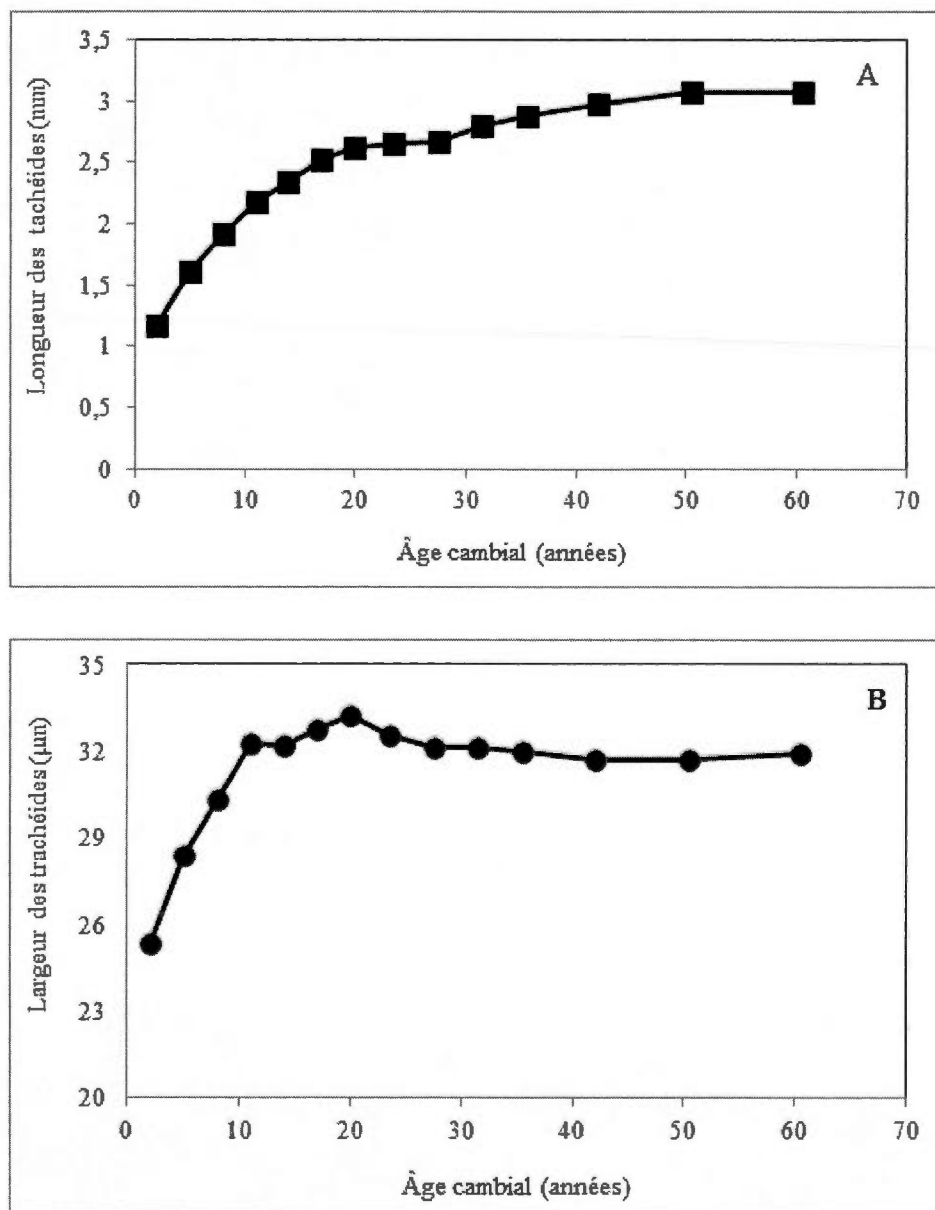 A
Longueur des tachéides (mm)
3,5
3
2,5
2
1,5
1
0,5
0
0 10 20 30 40 50 60 70
Âge cambial (années)
B
Largeur des trachéides (µn)
35
32
29
26
23
20
0 10 20 30 40 50 60 70
Âge cambial (années)